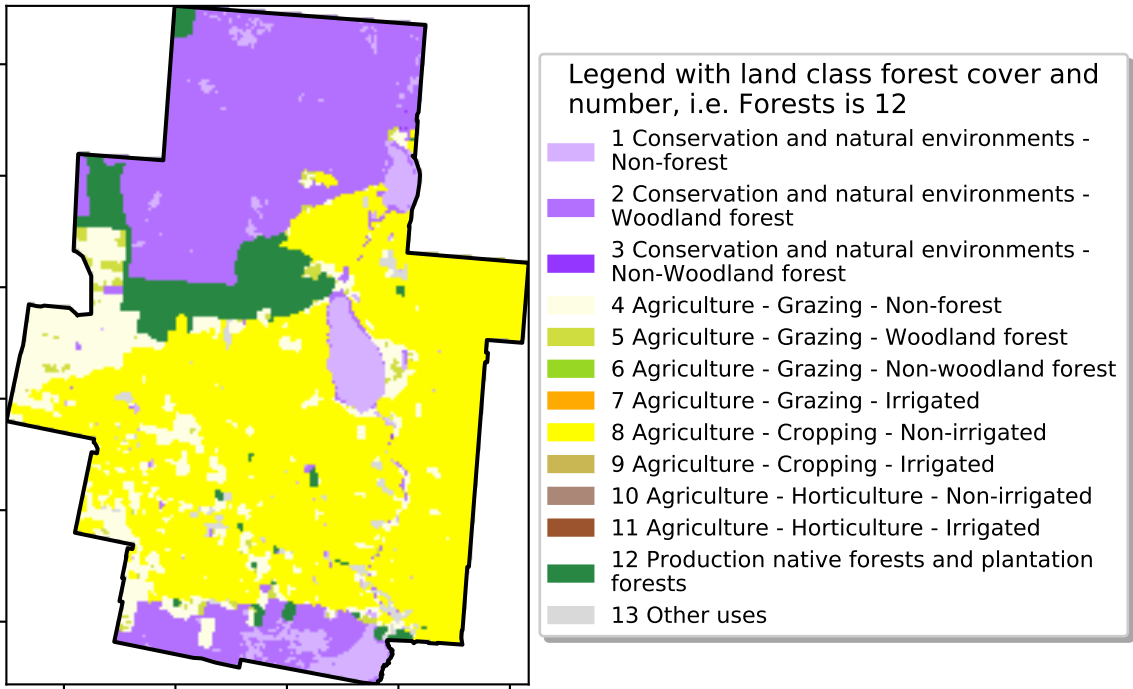 Legend with land class forest cover and
number, i.e. Forests is 12
1 Conservation and natural environments -
Non-forest
2 Conservation and natural environments -
Woodland forest
3 Conservation and natural environments -
Non-Woodland forest
4 Agriculture - Grazing - Non-forest
5 Agriculture - Grazing - Woodland forest
6 Agriculture - Grazing - Non-woodland forest
7 Agriculture - Grazing - Irrigated
8 Agriculture - Cropping - Non-irrigated
9 Agriculture - Cropping - Irrigated
10 Agriculture - Horticulture - Non-irrigated
11 Agriculture - Horticulture - Irrigated
12 Production native forests and plantation
forests
13 Other uses